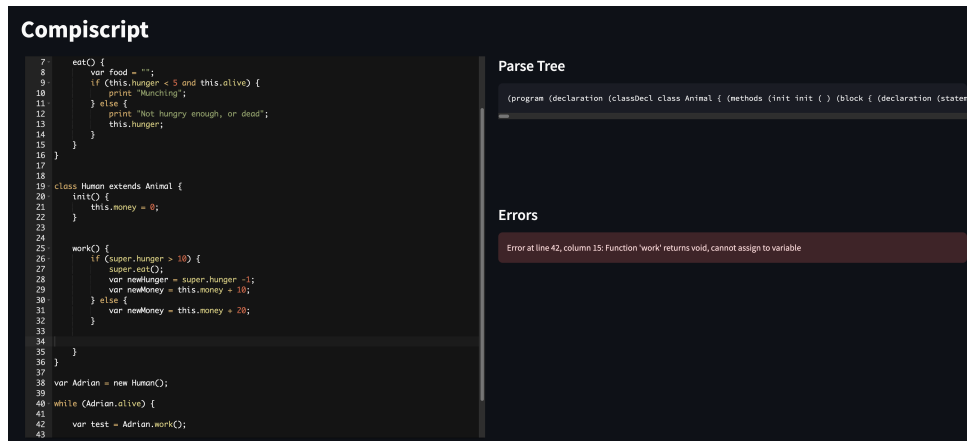 Compiscript
7 eat() {
8 var food = "";
9 if (this.hunger < 5 and this.alive) {
10 print "Munching";
11 } else {
12 print "Not hungry enough, or dead";
13 this.hunger;
14 }
15 }
16 }
17
18
19 class Human extends Animal {
20 init() {
21 this.money = 0;
22 }
23
24
25 work() {
26 if (super.hunger > 10) {
27 super.eat();
28 var newHunger = super.hunger -1;
29 var newMoney = this.money + 10;
30 } else {
31 var newMoney = this.money + 20;
32 }
33
34
35 }
36 }
37
38 var Adrian = new Human();
39
40 while (Adrian.alive) {
41
42 var test = Adrian.work();
43
Parse Tree
(program (declaration (classDecl class Animal { (methods (init init ( ) (block { (declaration (statem
Errors
Error at line 42, column 15: Function 'work' returns void, cannot assign to variable